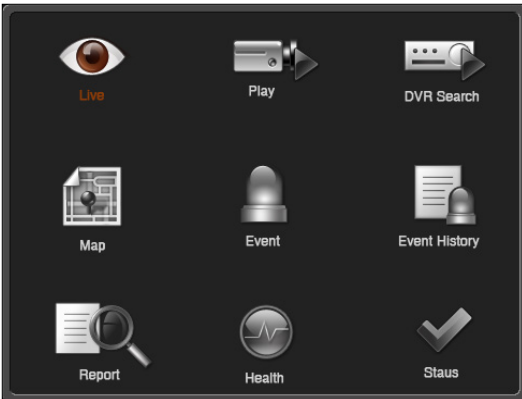 Live
Play
DVR Search
Map
Event
Event History
Report
Health
Staus